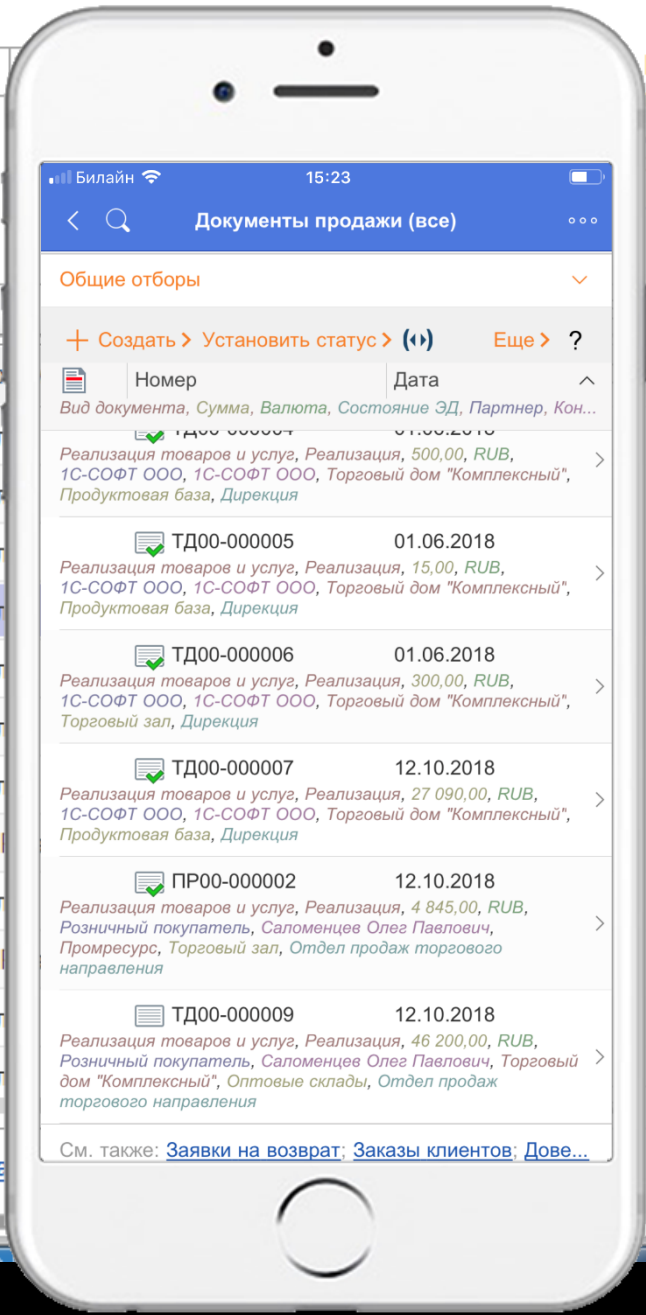 Билайн 15:23
Документы продажи (все)
Общие отборы
Создать Установить статус Еще ?
Номер Дата
Вид документа, Сумма, Валюта, Состояние ЭД, Партнер, Кон...
ТД00-000004 01.06.2018
Реализация товаров и услуг, Реализация, 500,00, RUB,
1С-СОФТ ООО, 1С-СОФТ ООО, Торговый дом "Комплексный",
Продуктовая база, Дирекция
ТД00-000005 01.06.2018
Реализация товаров и услуг, Реализация, 15,00, RUB,
1С-СОФТ ООО, 1С-СОФТ ООО, Торговый дом "Комплексный",
Продуктовая база, Дирекция
ТД00-000006 01.06.2018
Реализация товаров и услуг, Реализация, 300,00, RUB,
1С-СОФТ ООО, 1С-СОФТ ООО, Торговый дом "Комплексный",
Торговый зал, Дирекция
ТД00-000007 12.10.2018
Реализация товаров и услуг, Реализация, 27 090,00, RUB,
1С-СОФТ ООО, 1С-СОФТ ООО, Торговый дом "Комплексный",
Продуктовая база, Дирекция
ПР00-000002 12.10.2018
Реализация товаров и услуг, Реализация, 4 845,00, RUB,
Розничный покупатель, Саломенцев Олег Павлович,
Промресурс, Торговый зал, Отдел продаж торгового
направления
ТД00-000009 12.10.2018
Реализация товаров и услуг, Реализация, 46 200,00, RUB,
Розничный покупатель, Саломенцев Олег Павлович, Торговый
дом "Комплексный", Оптовые склады, Отдел продаж
торгового направления
См. также: Заявки на возврат; Заказы клиентов; Дове...